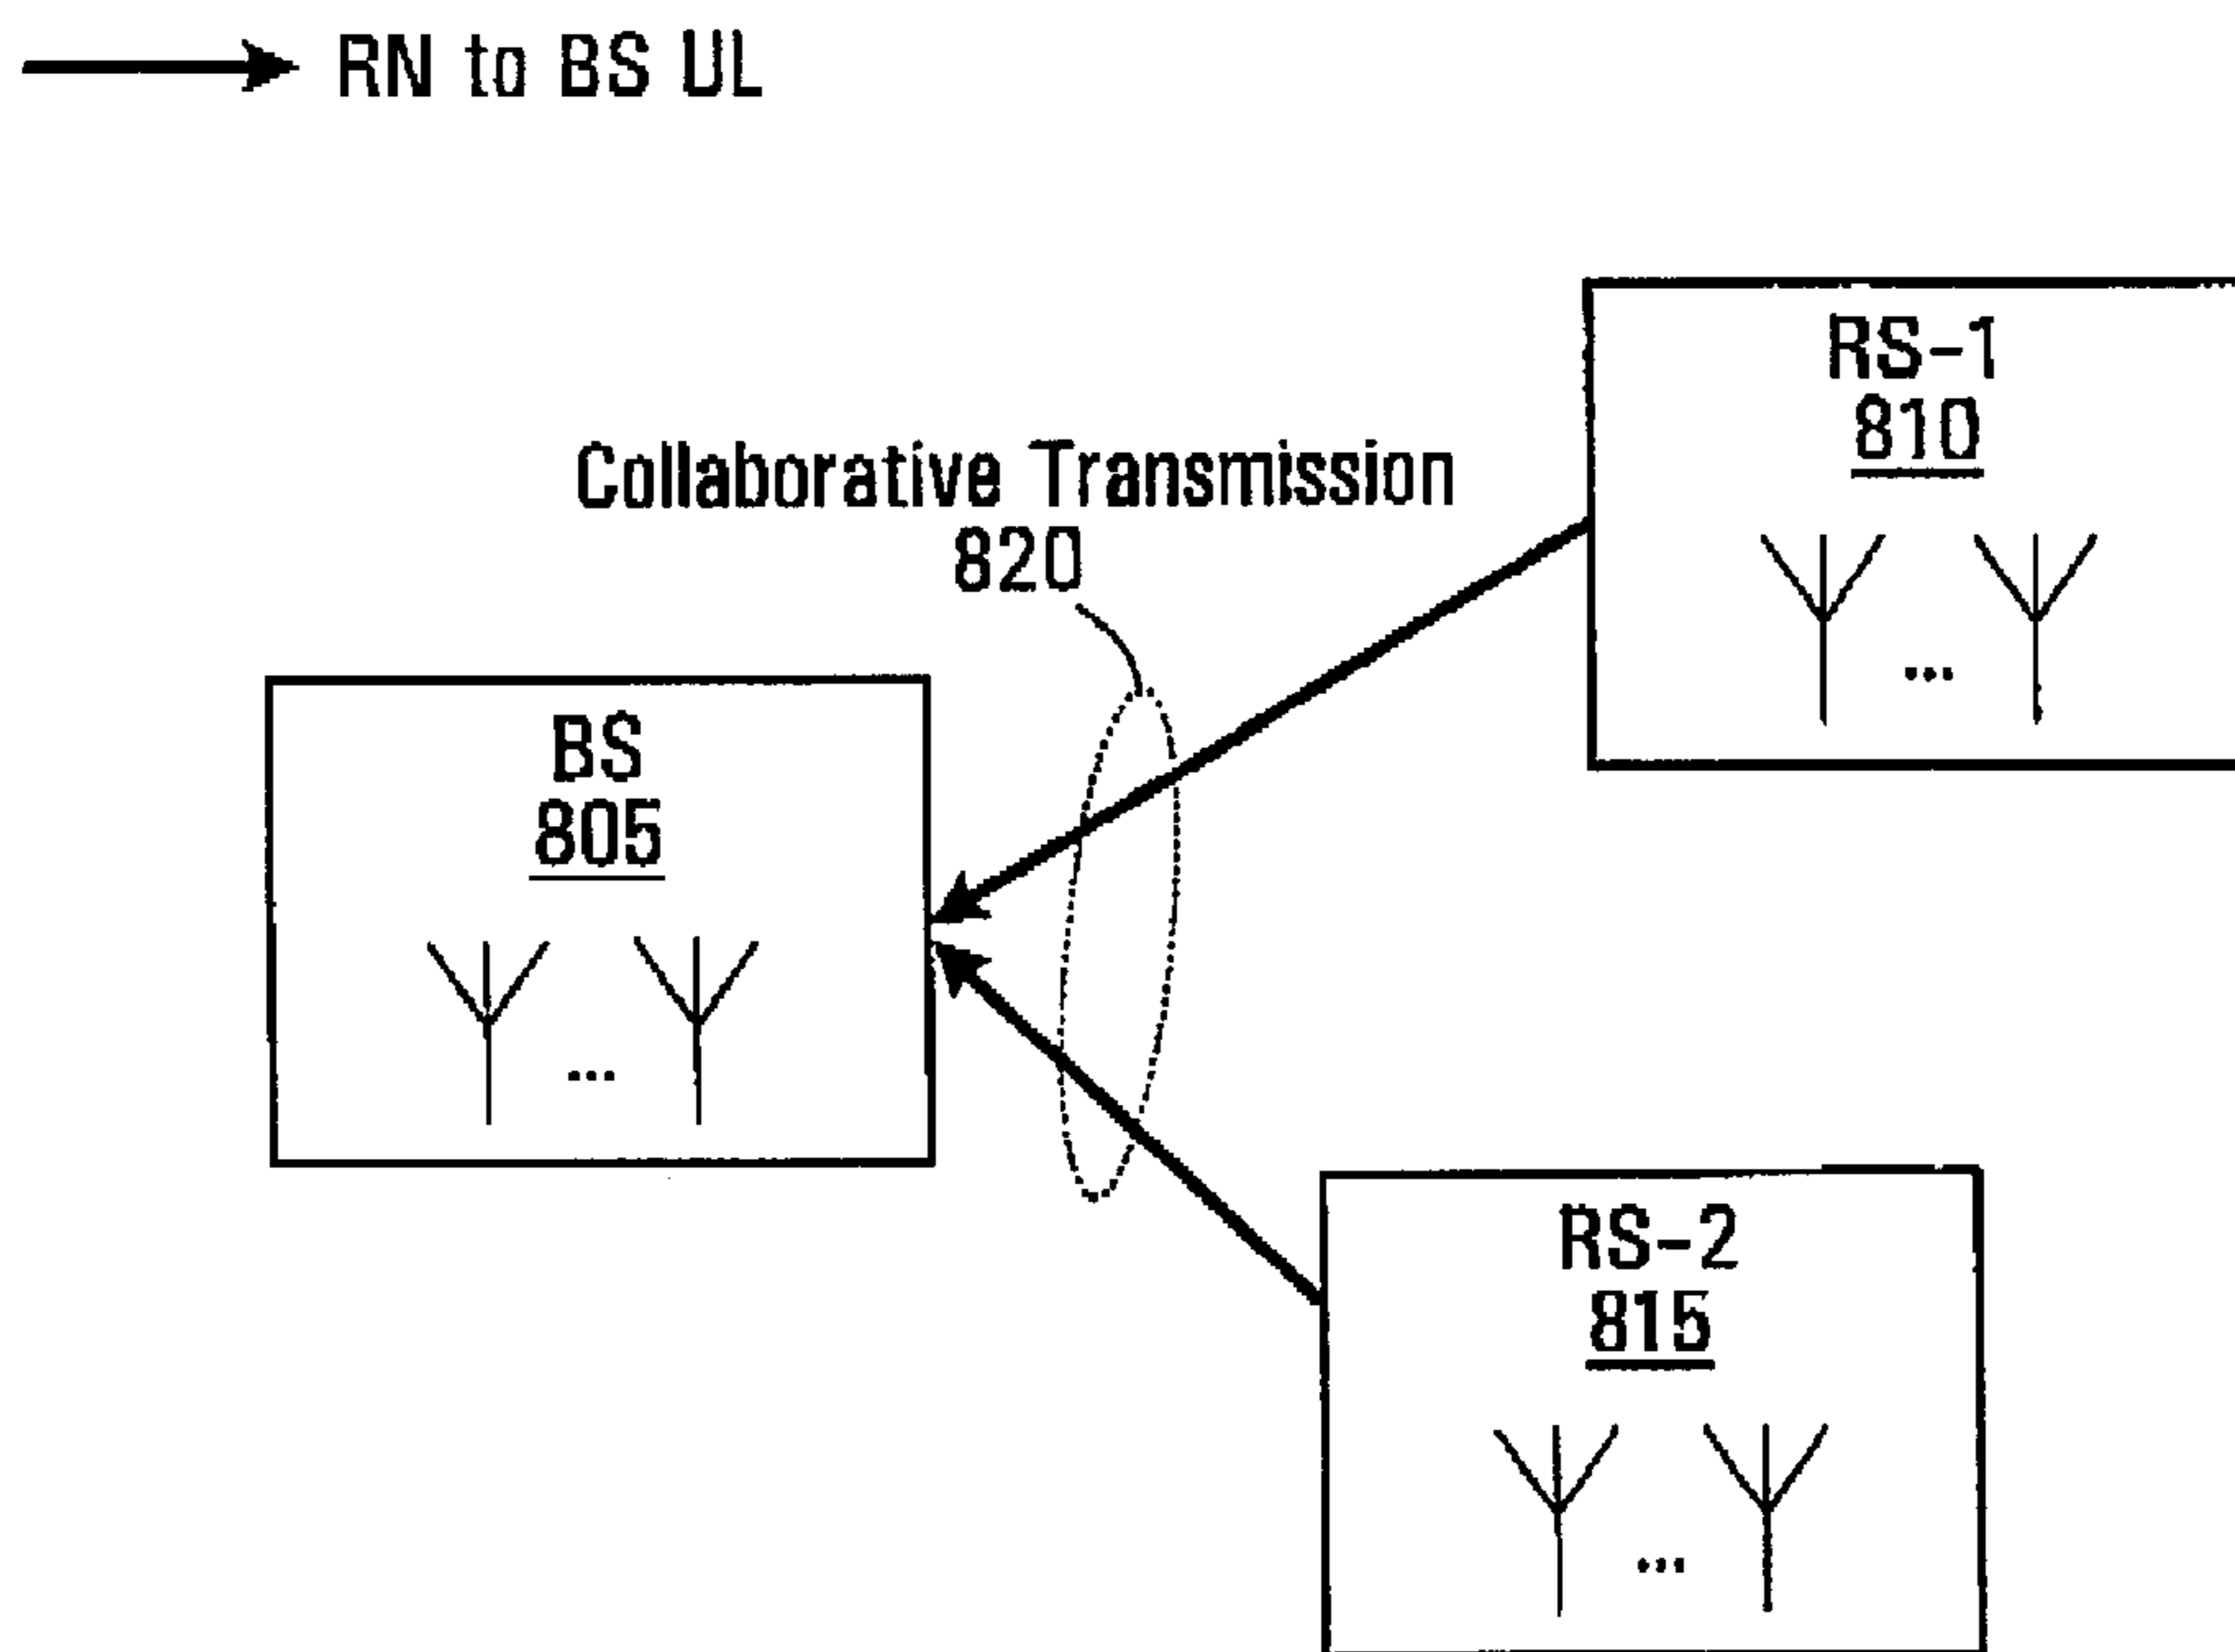 RN to BS UL
RS-1
810
Collaborative Transmission
820
BS
805
...
...
RS-2
815
...